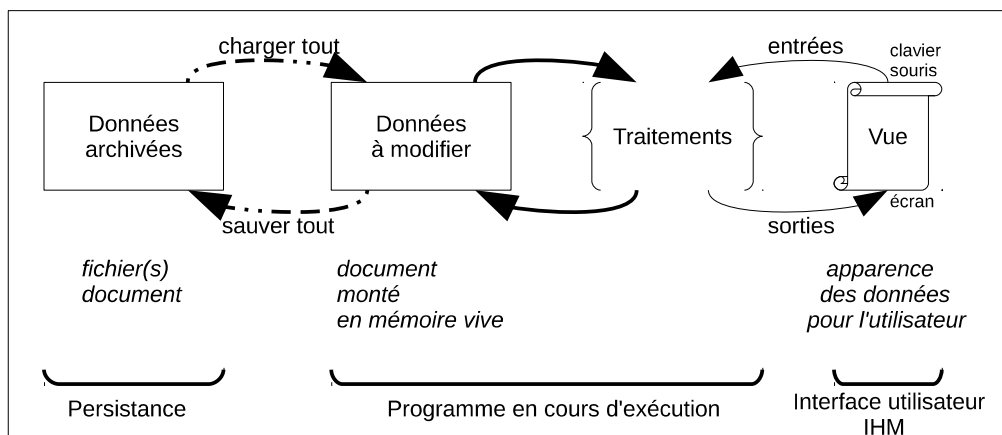 charger tout
entrées
clavier
souris
Données
archivées
Données
à modifier
Traitements
Vue
sauver tout
sorties
écran
fichier(s)
document
document
monté
en mémoire vive
apparence
des données
pour l'utilisateur
Persistance
Programme en cours d'exécution
Interface utilisateur
IHM